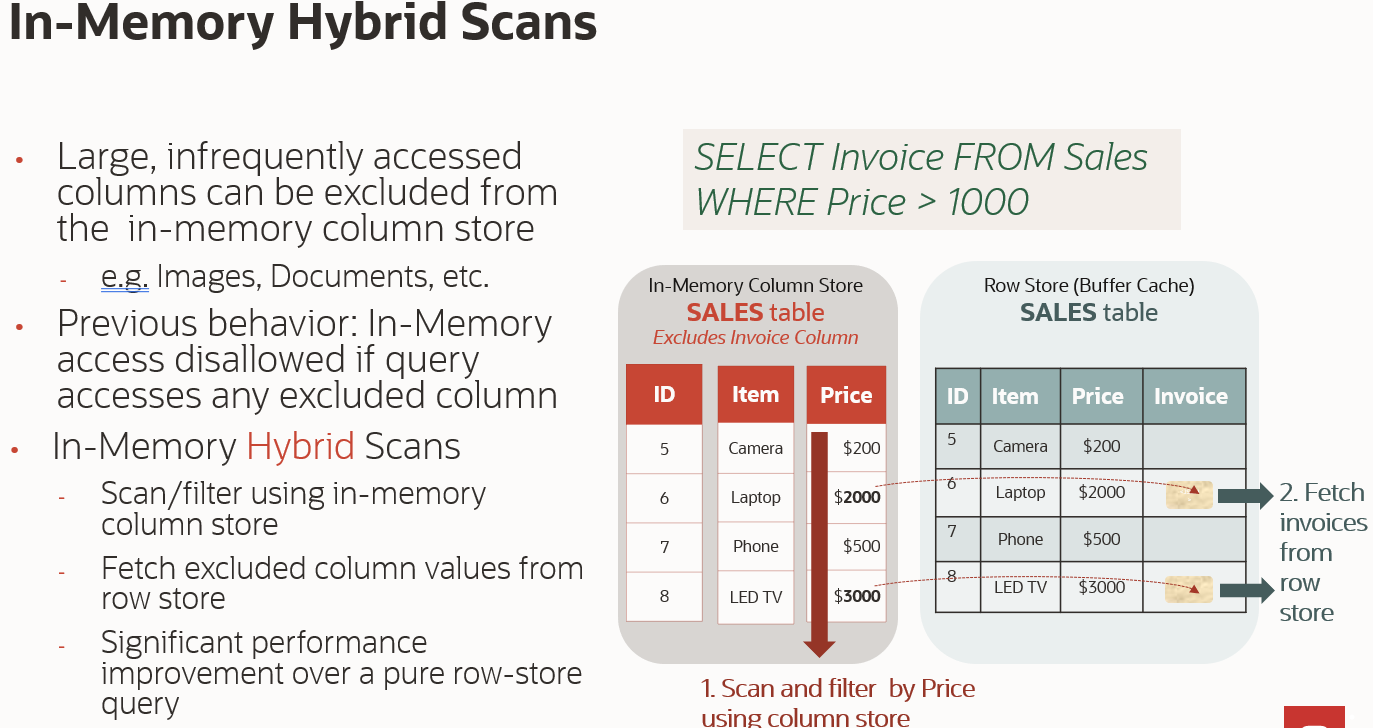 In-Memory Hybrid Scans
• Large, infrequently accessed
columns can be excluded from
the in-memory column store
- e.g. Images, Documents, etc.
• Previous behavior: In-Memory
access disallowed if query
accesses any excluded column
• In-Memory Hybrid Scans
- Scan/filter using in-memory
column store
- Fetch excluded column values from
row store
- Significant performance
improvement over a pure row-store
query
SELECT Invoice FROM Sales
WHERE Price > 1000
In-Memory Column Store
SALES table
Excludes Invoice Column
ID Item Price
5 Camera $200
6 Laptop $2000
7 Phone $500
8 LED TV $3000
1. Scan and filter by Price
using column store
Row Store (Buffer Cache)
SALES table
ID Item Price Invoice
5 Camera $200
6 Laptop $2000
7 Phone $500
8 LED TV $3000
2. Fetch
invoices
from
row
store